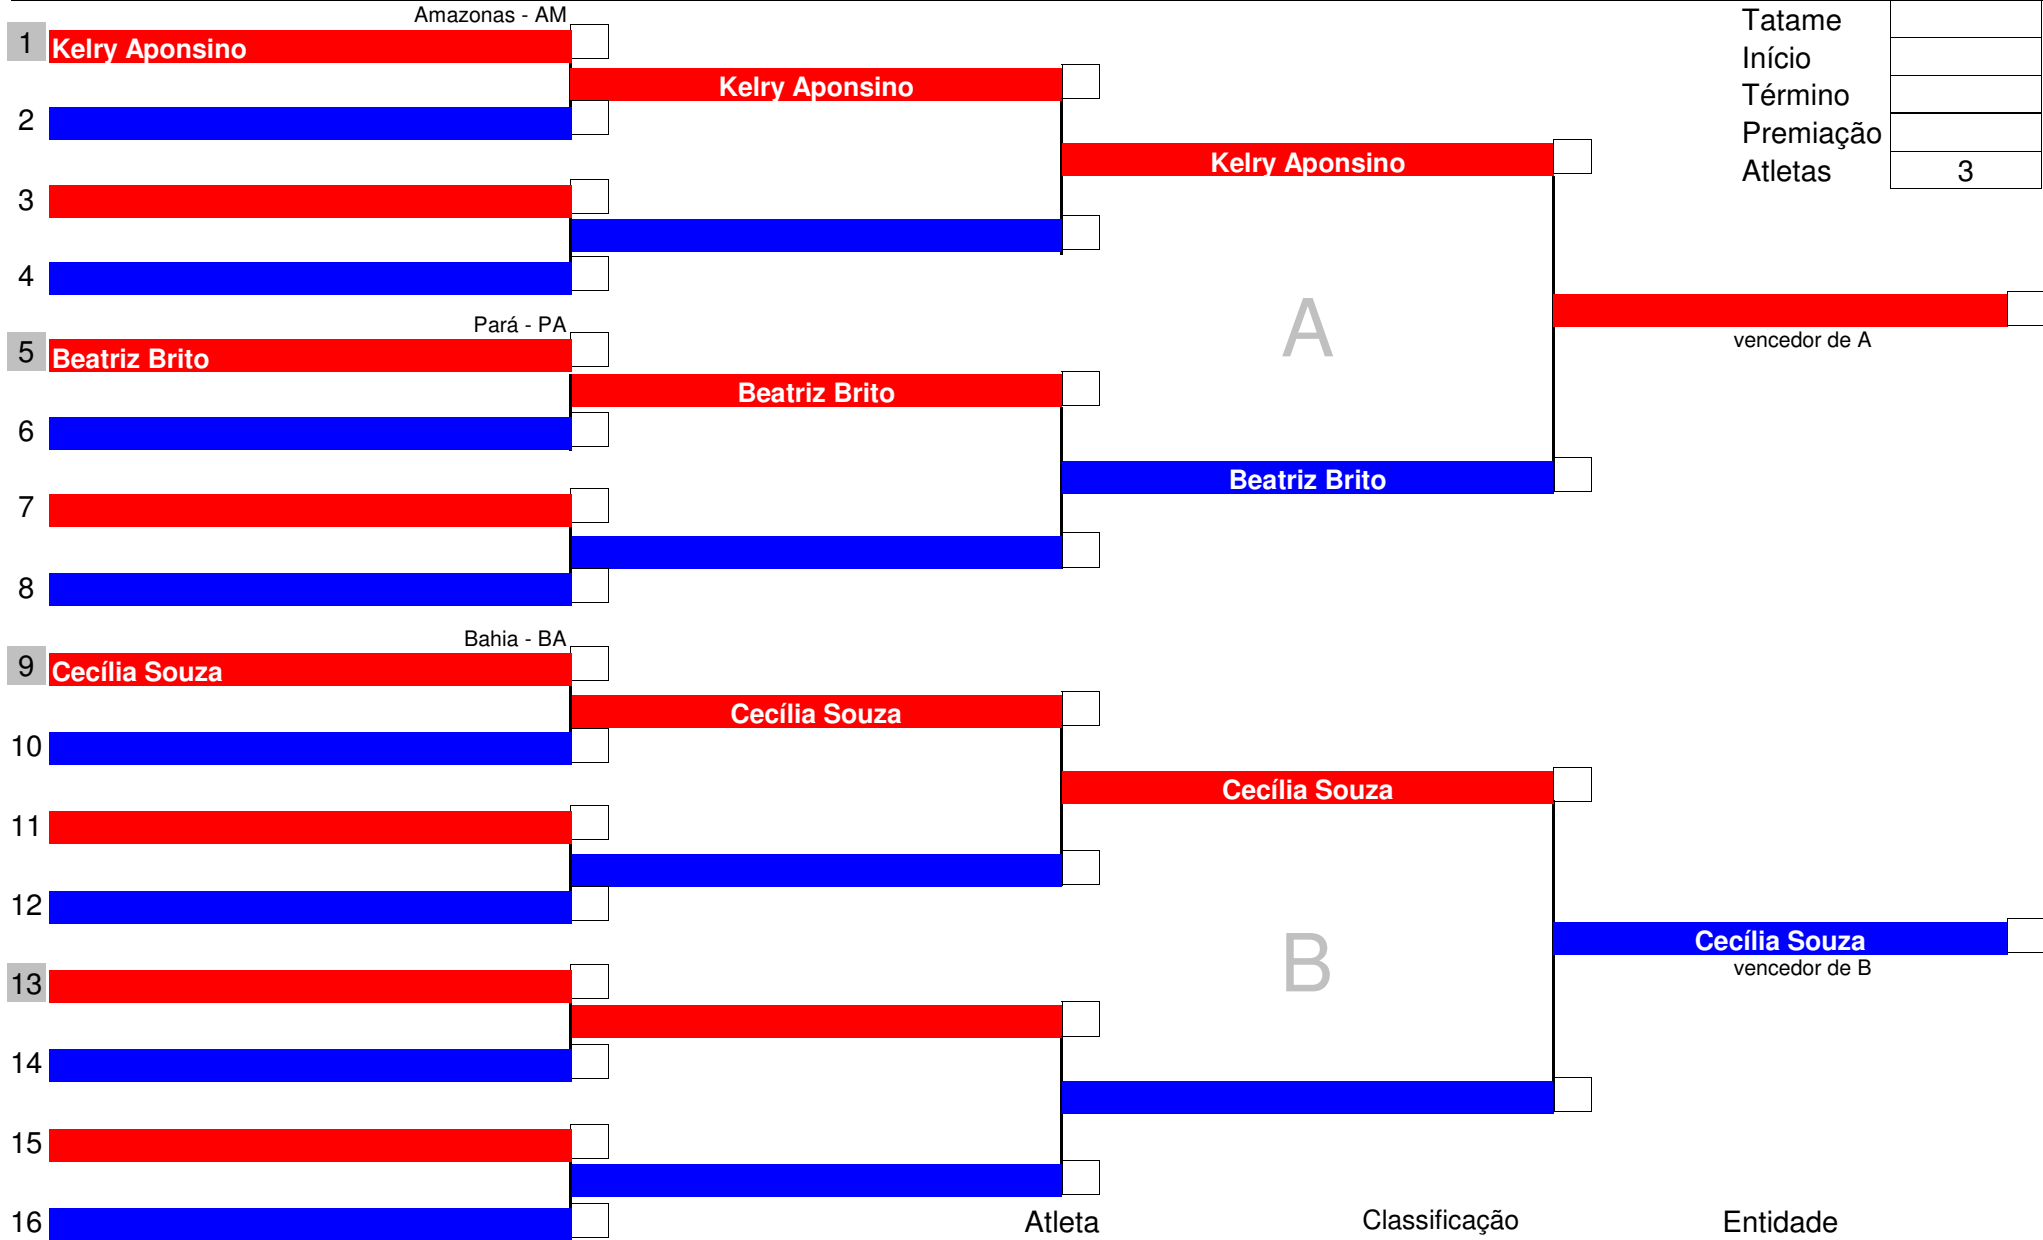 Amazonas - AM
Tatame
1 Kelry Aponsino
Início
Kelry Aponsino
Término
2
Premiação
Kelry Aponsino
Atletas 3
3
4
A
Pará - PA
vencedor de A
5 Beatriz Brito
Beatriz Brito
6
Beatriz Brito
7
8
Bahia - BA
9 Cecília Souza
Cecília Souza
10
Cecília Souza
11
12
Cecília Souza
B
vencedor de B
13
14
15
16
Atleta Classificação Entidade